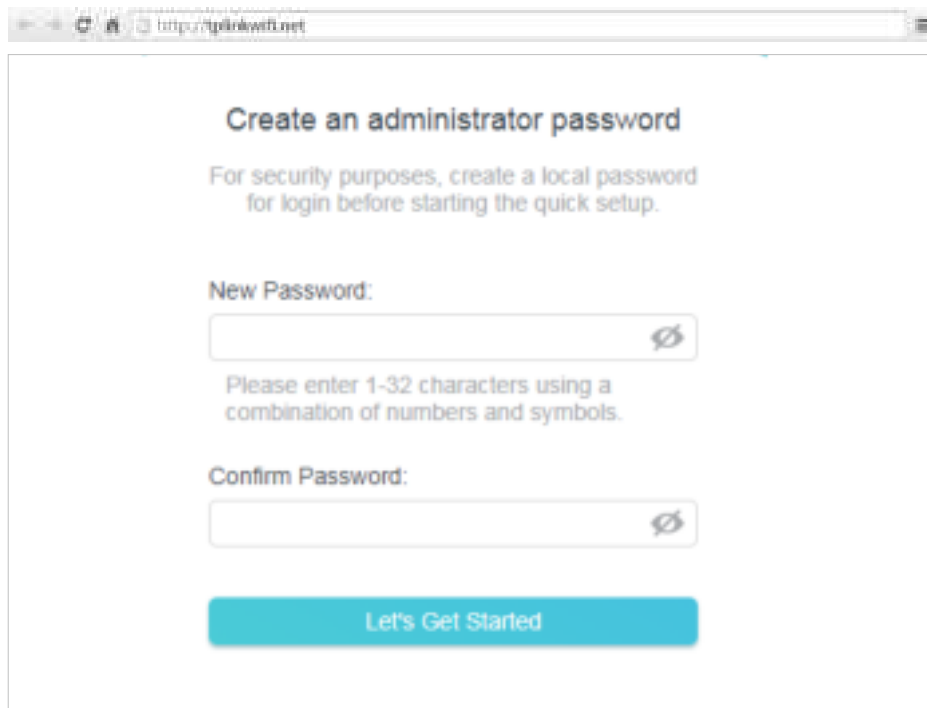 http://tplinkwifi.net
Create an administrator password
For security purposes, create a local password
for login before starting the quick setup.
New Password:
Please enter 1-32 characters using a
combination of numbers and symbols.
Confirm Password:
Let's Get Started